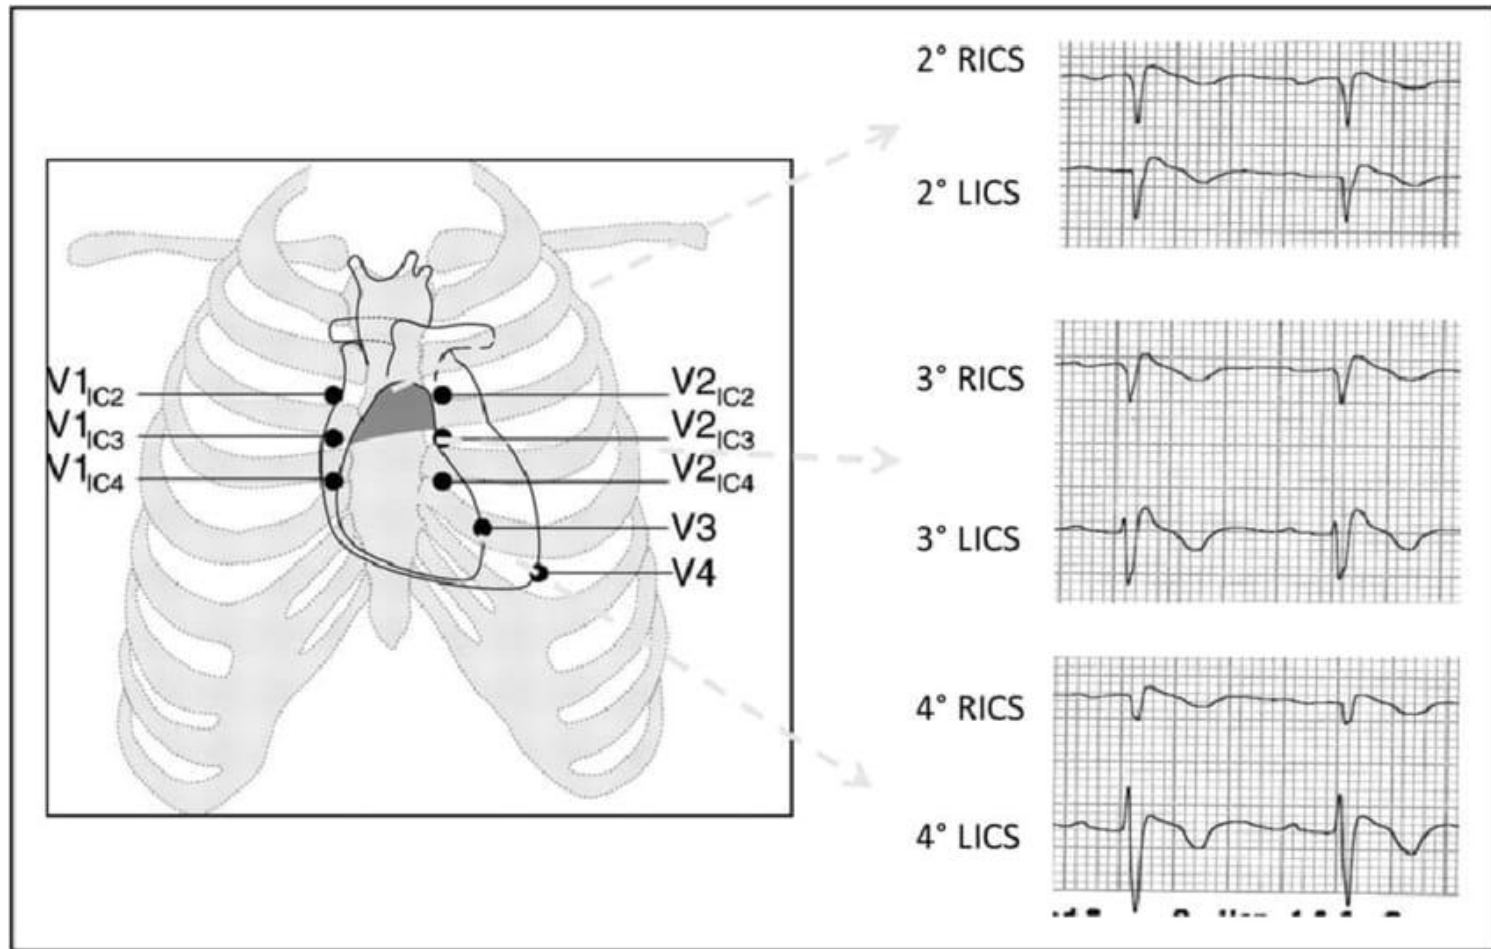 2° RICS
2° LICS
3° RICS
3° LICS
4° RICS
4° LICS
V1IC2
V1IC3
V1IC4
V2IC2
V2IC3
V2IC4
V3
V4